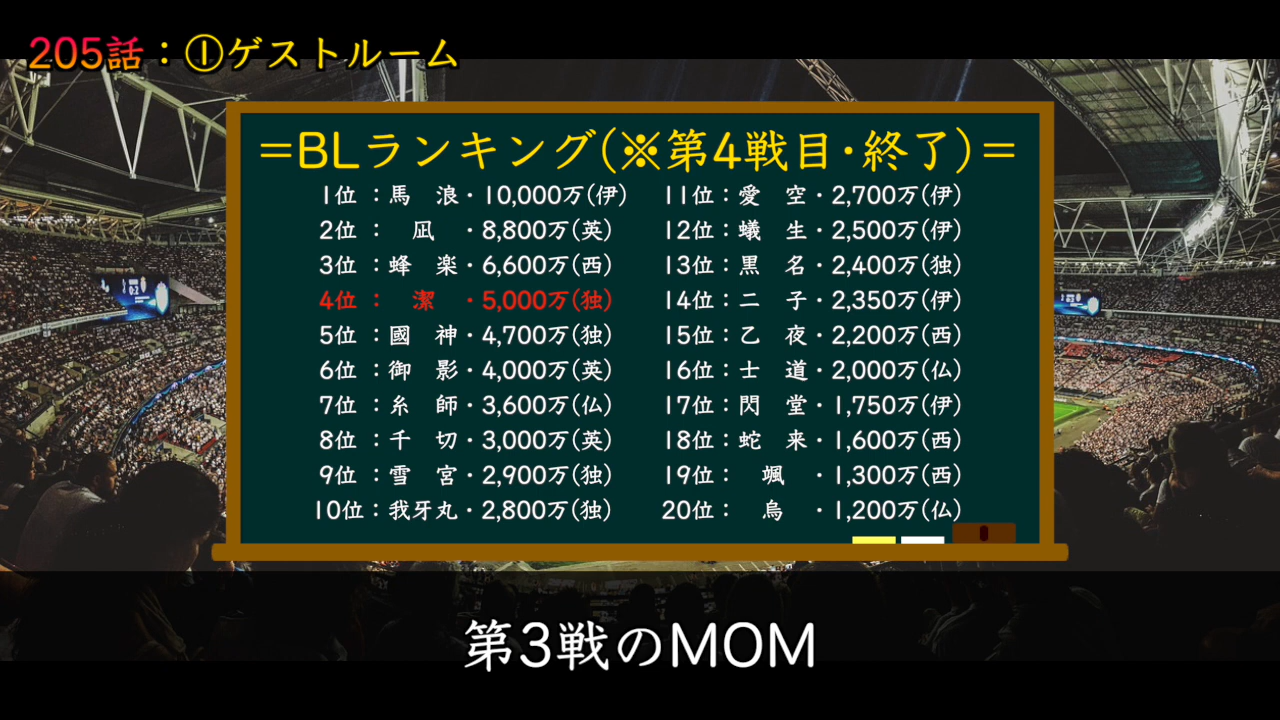 205話：①ゲストルーム
＝BLランキング(※第4戦目・終了)＝
1位：馬　浪・10,000万(伊)
2位：　凪　・8,800万(英)
3位：蜂　楽・6,600万(西)
4位：　潔　・5,000万(独)
5位：國　神・4,700万(独)
6位：御　影・4,000万(英)
7位：糸　師・3,600万(仏)
8位：千　切・3,000万(英)
9位：雪　宮・2,900万(独)
10位：我牙丸・2,800万(独)
11位：愛　空・2,700万(伊)
12位：蟻　生・2,500万(伊)
13位：黒　名・2,400万(独)
14位：二　子・2,350万(伊)
15位：乙　夜・2,200万(西)
16位：士　道・2,000万(仏)
17位：閃　堂・1,750万(伊)
18位：蛇　来・1,600万(西)
19位：　颯　・1,300万(西)
20位：　烏　・1,200万(仏)
第3戦のMOM